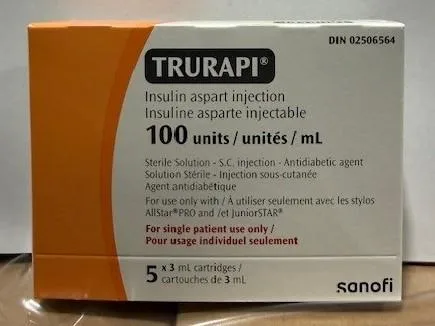 DIN 02506564
TRURAPI®
Insulin aspart injection
Insuline asparte injectable
100 units / unités / mL
Sterile Solution - S.C. injection - Antidiabetic agent
Solution Stérile - Injection sous-cutanée
Agent antidiabétique
For use only with / À utiliser seulement avec les stylos
AllStar®PRO and /et JuniorSTAR®
For single patient use only /
Pour usage individuel seulement
5 x 3 mL cartridges /
cartouches de 3 mL
sanofi